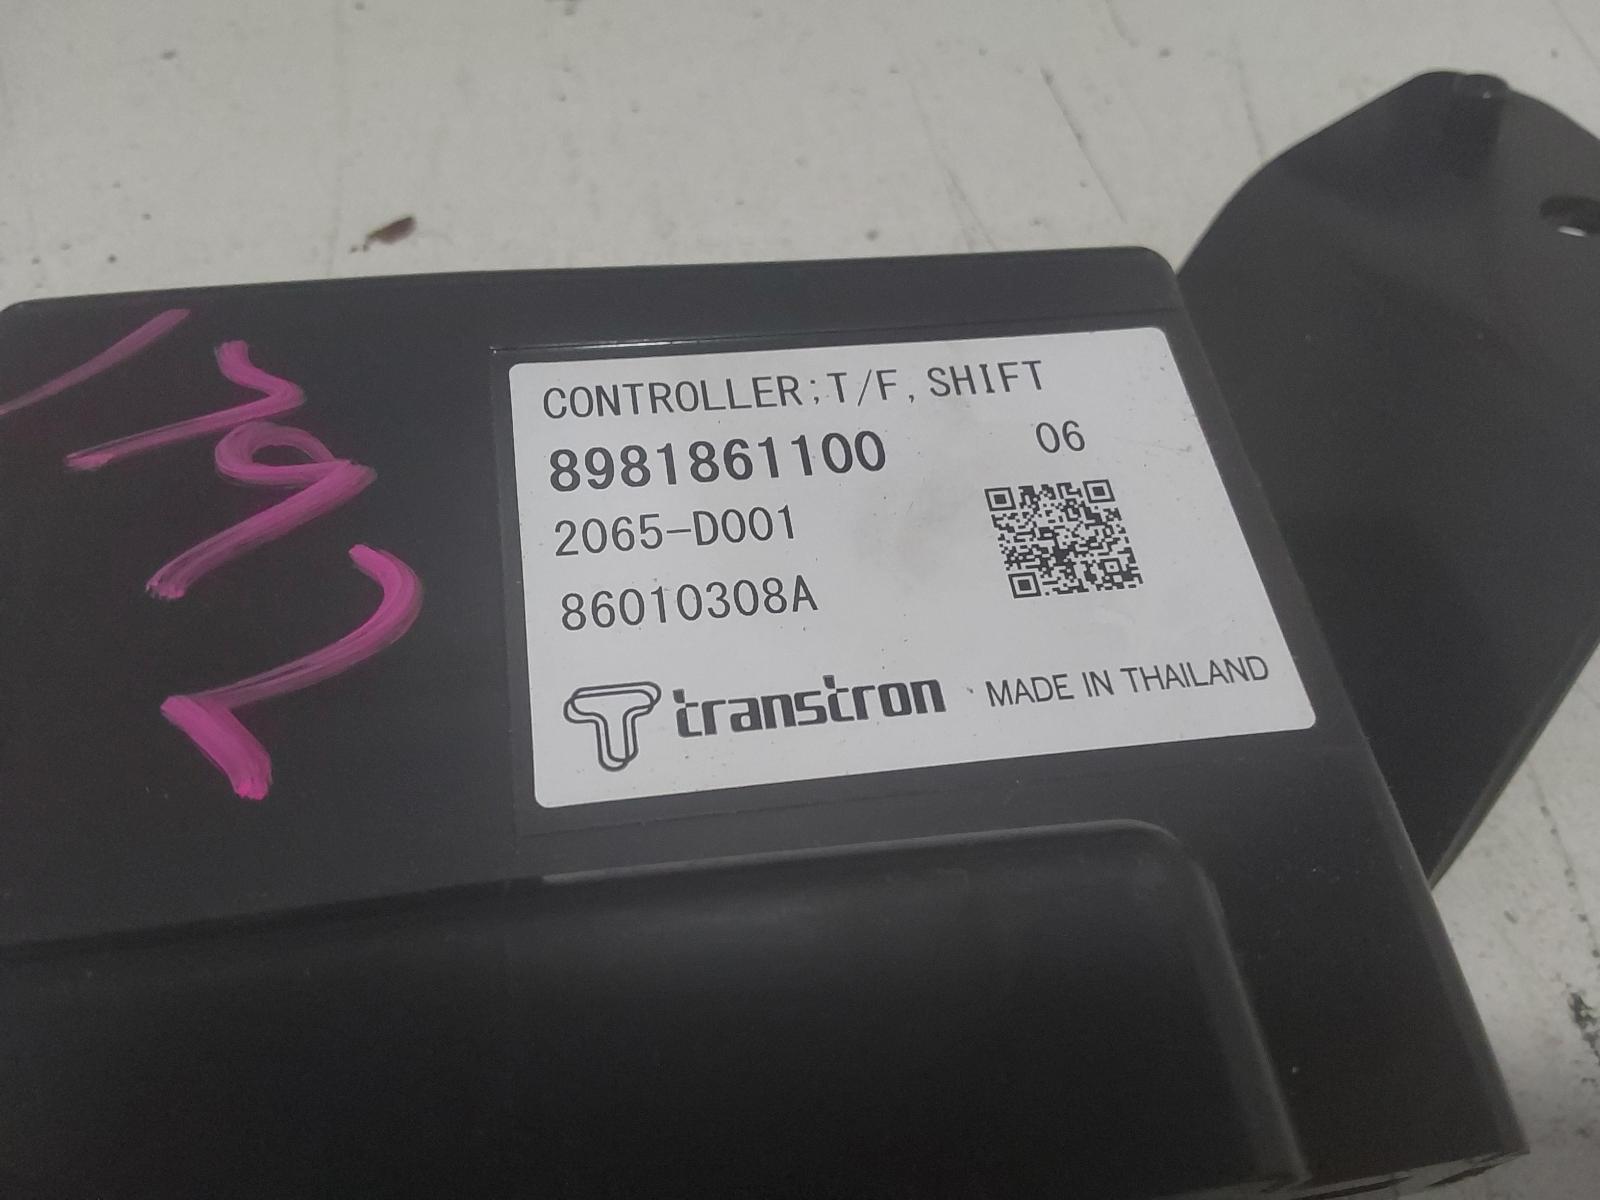 CONTROLLER;T/F, SHIFT
8981861100 06
2065-D001
86010308A
transtron MADE IN THAILAND